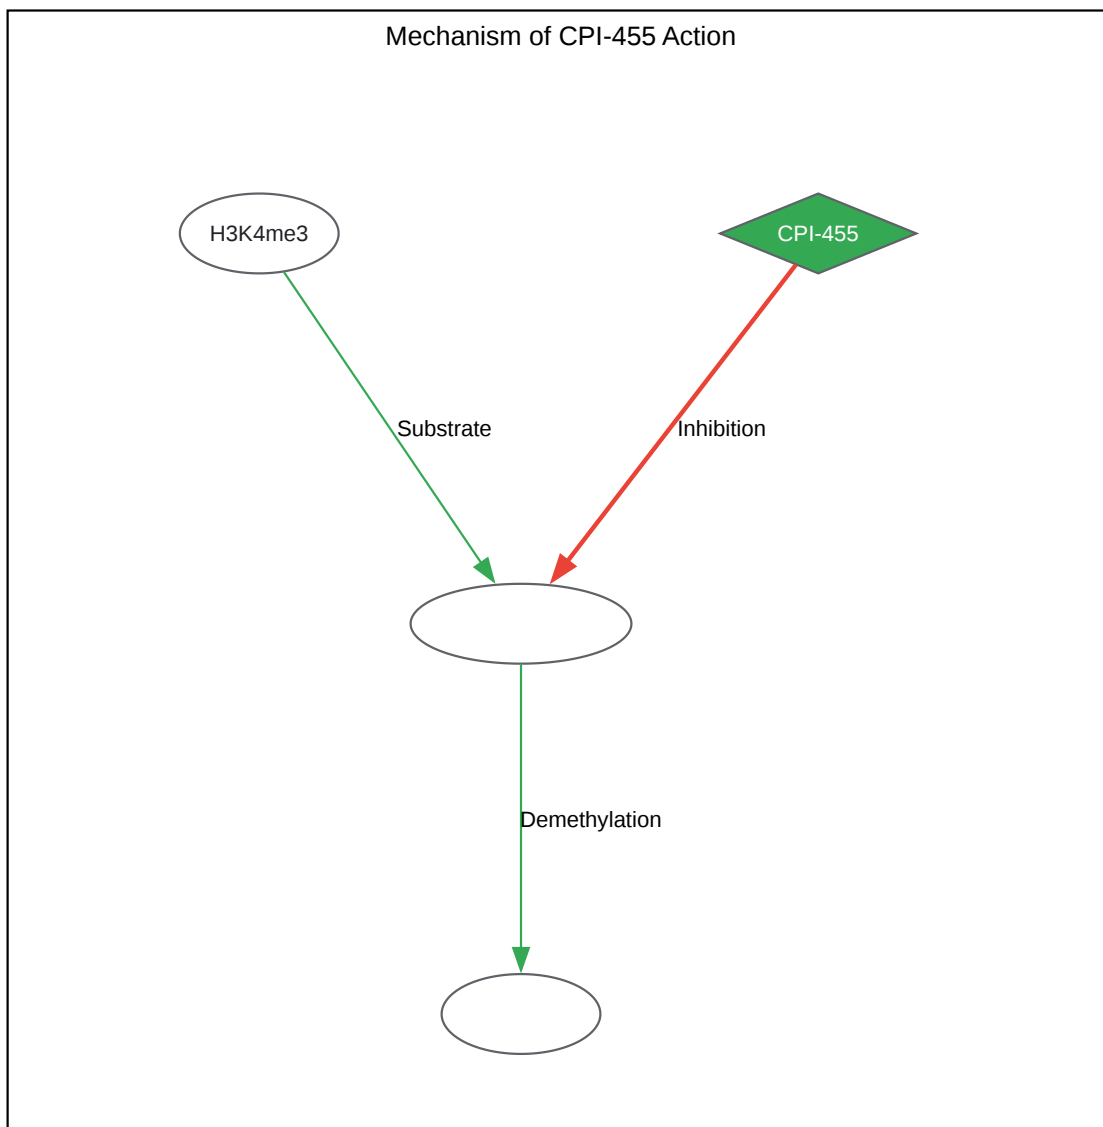 Mechanism of CPI-455 Action
H3K4me3
CPI-455
Substrate
Inhibition
Demethylation